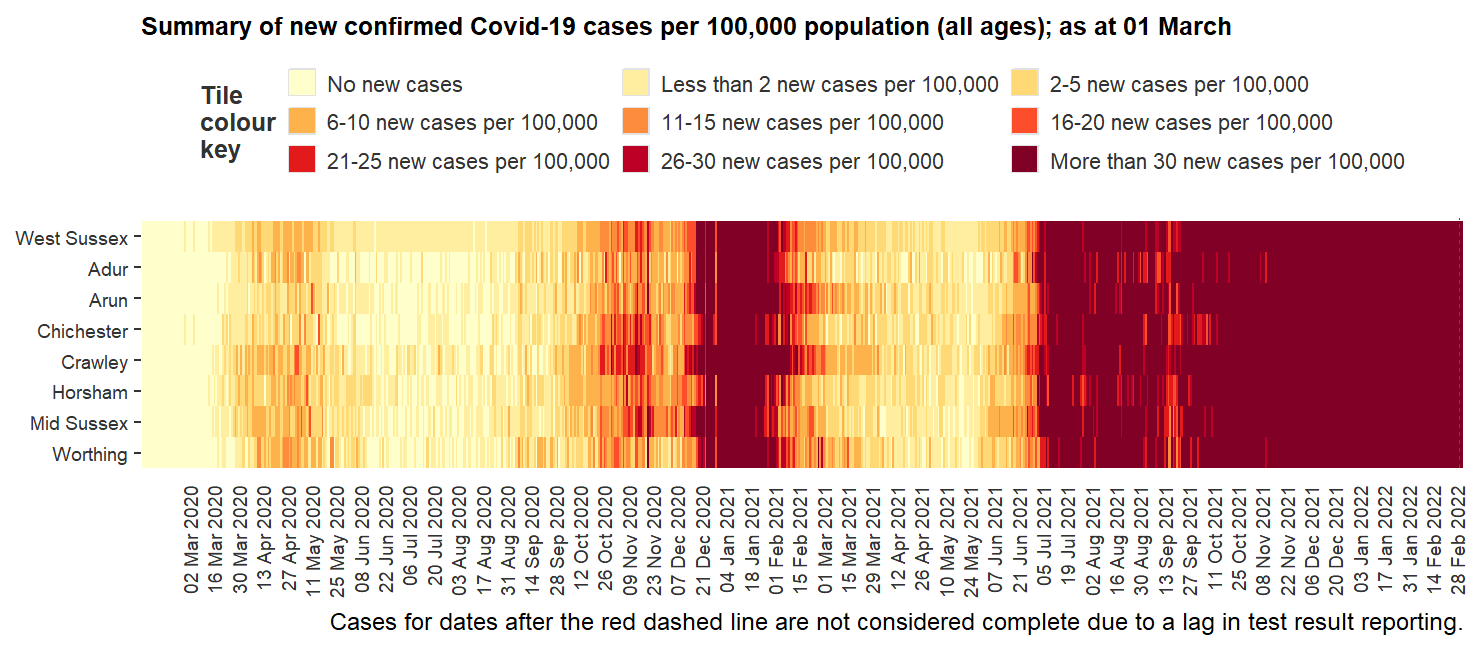 Summary of new confirmed Covid-19 cases per 100,000 population (all ages); as at 01 March
Tile
colour
key
No new cases
Less than 2 new cases per 100,000
2-5 new cases per 100,000
6-10 new cases per 100,000
11-15 new cases per 100,000
16-20 new cases per 100,000
21-25 new cases per 100,000
26-30 new cases per 100,000
More than 30 new cases per 100,000
West Sussex
Adur
Arun
Chichester
Crawley
Horsham
Mid Sussex
Worthing
02 Mar 2020
16 Mar 2020
30 Mar 2020
13 Apr 2020
27 Apr 2020
11 May 2020
25 May 2020
08 Jun 2020
22 Jun 2020
06 Jul 2020
20 Jul 2020
03 Aug 2020
17 Aug 2020
31 Aug 2020
14 Sep 2020
28 Sep 2020
12 Oct 2020
26 Oct 2020
09 Nov 2020
23 Nov 2020
07 Dec 2020
21 Dec 2020
04 Jan 2021
18 Jan 2021
01 Feb 2021
15 Feb 2021
01 Mar 2021
15 Mar 2021
29 Mar 2021
12 Apr 2021
26 Apr 2021
10 May 2021
24 May 2021
07 Jun 2021
21 Jun 2021
05 Jul 2021
19 Jul 2021
02 Aug 2021
16 Aug 2021
30 Aug 2021
13 Sep 2021
27 Sep 2021
11 Oct 2021
25 Oct 2021
08 Nov 2021
22 Nov 2021
06 Dec 2021
20 Dec 2021
03 Jan 2022
17 Jan 2022
31 Jan 2022
14 Feb 2022
28 Feb 2022
Cases for dates after the red dashed line are not considered complete due to a lag in test result reporting.